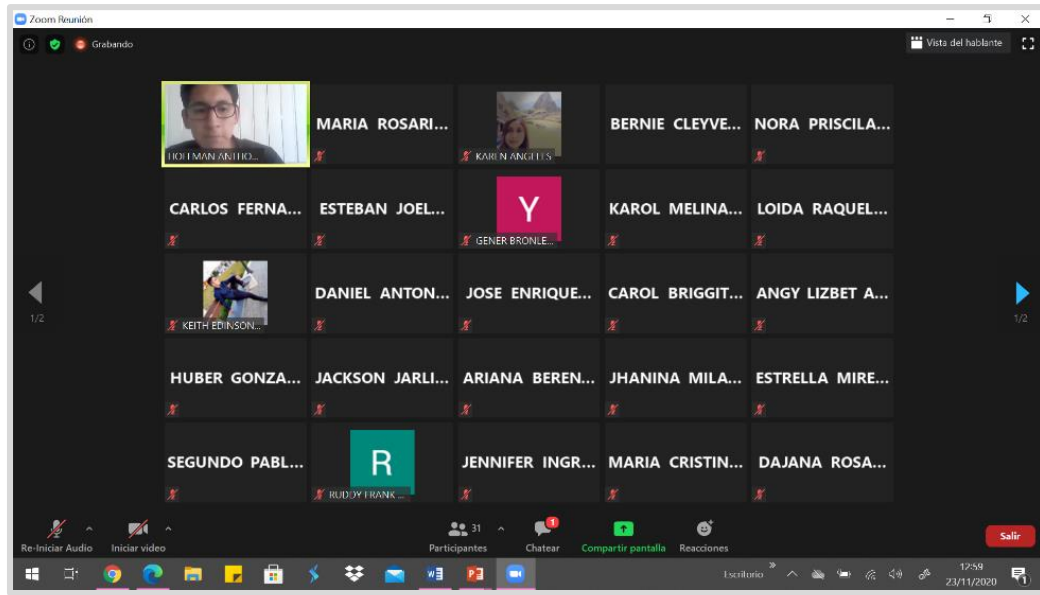 Zoom Reunión
Grabando
Vista del hablante
HOFFMAN ANTHO...
MARIA ROSARI...
KAREN ANGELES
BERNIE CLEYVE...
NORA PRISCILA...
CARLOS FERNA...
ESTEBAN JOEL...
Y
GENER BRONLE...
KAROL MELINA...
LOIDA RAQUEL...
KEITH EDINSON...
DANIEL ANTON...
JOSE ENRIQUE...
CAROL BRIGGIT...
ANGY LIZBET A...
1/2
1/2
HUBER GONZA...
JACKSON JARLI...
ARIANA BEREN...
JHANINA MILA...
ESTRELLA MIRE...
SEGUNDO PABL...
R
RUDDY FRANK ...
JENNIFER INGR...
MARIA CRISTIN...
DAJANA ROSA...
Re-Iniciar Audio
Iniciar video
31
Participantes
1
Chatear
Compartir pantalla
Reacciones
Salir
Escritorio
12:59
23/11/2020
1